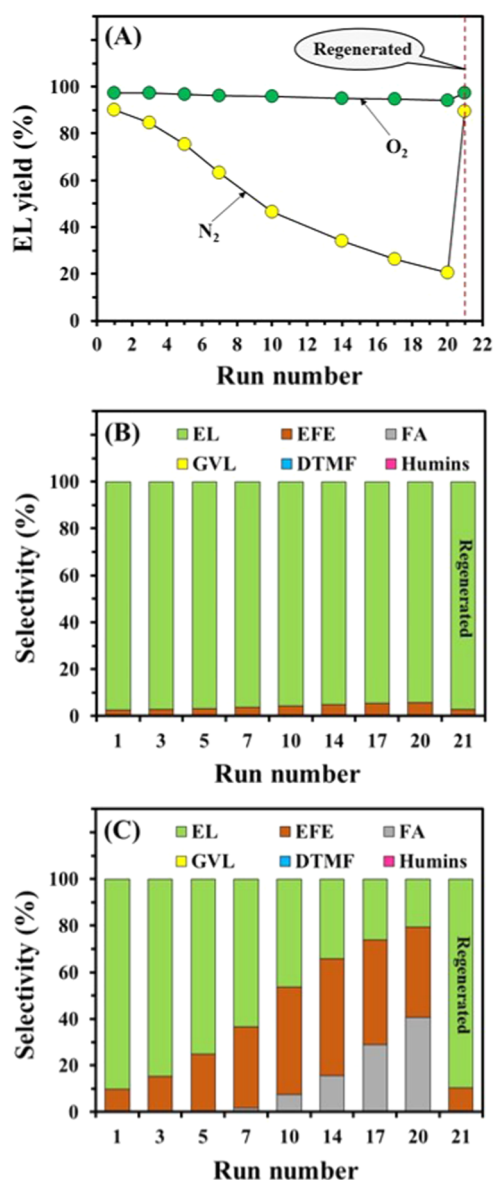 (A)
Regenerated
O2
N2
EL yield (%)
100
80
60
40
20
0
0 2 4 6 8 10 12 14 16 18 20 22
Run number
(B)
EL EFE FA
GVL DTMF Humins
Selectivity (%)
100
80
60
40
20
0
Regenerated
1 3 5 7 10 14 17 20 21
Run number
(C)
EL EFE FA
GVL DTMF Humins
Selectivity (%)
100
80
60
40
20
0
Regenerated
1 3 5 7 10 14 17 20 21
Run number